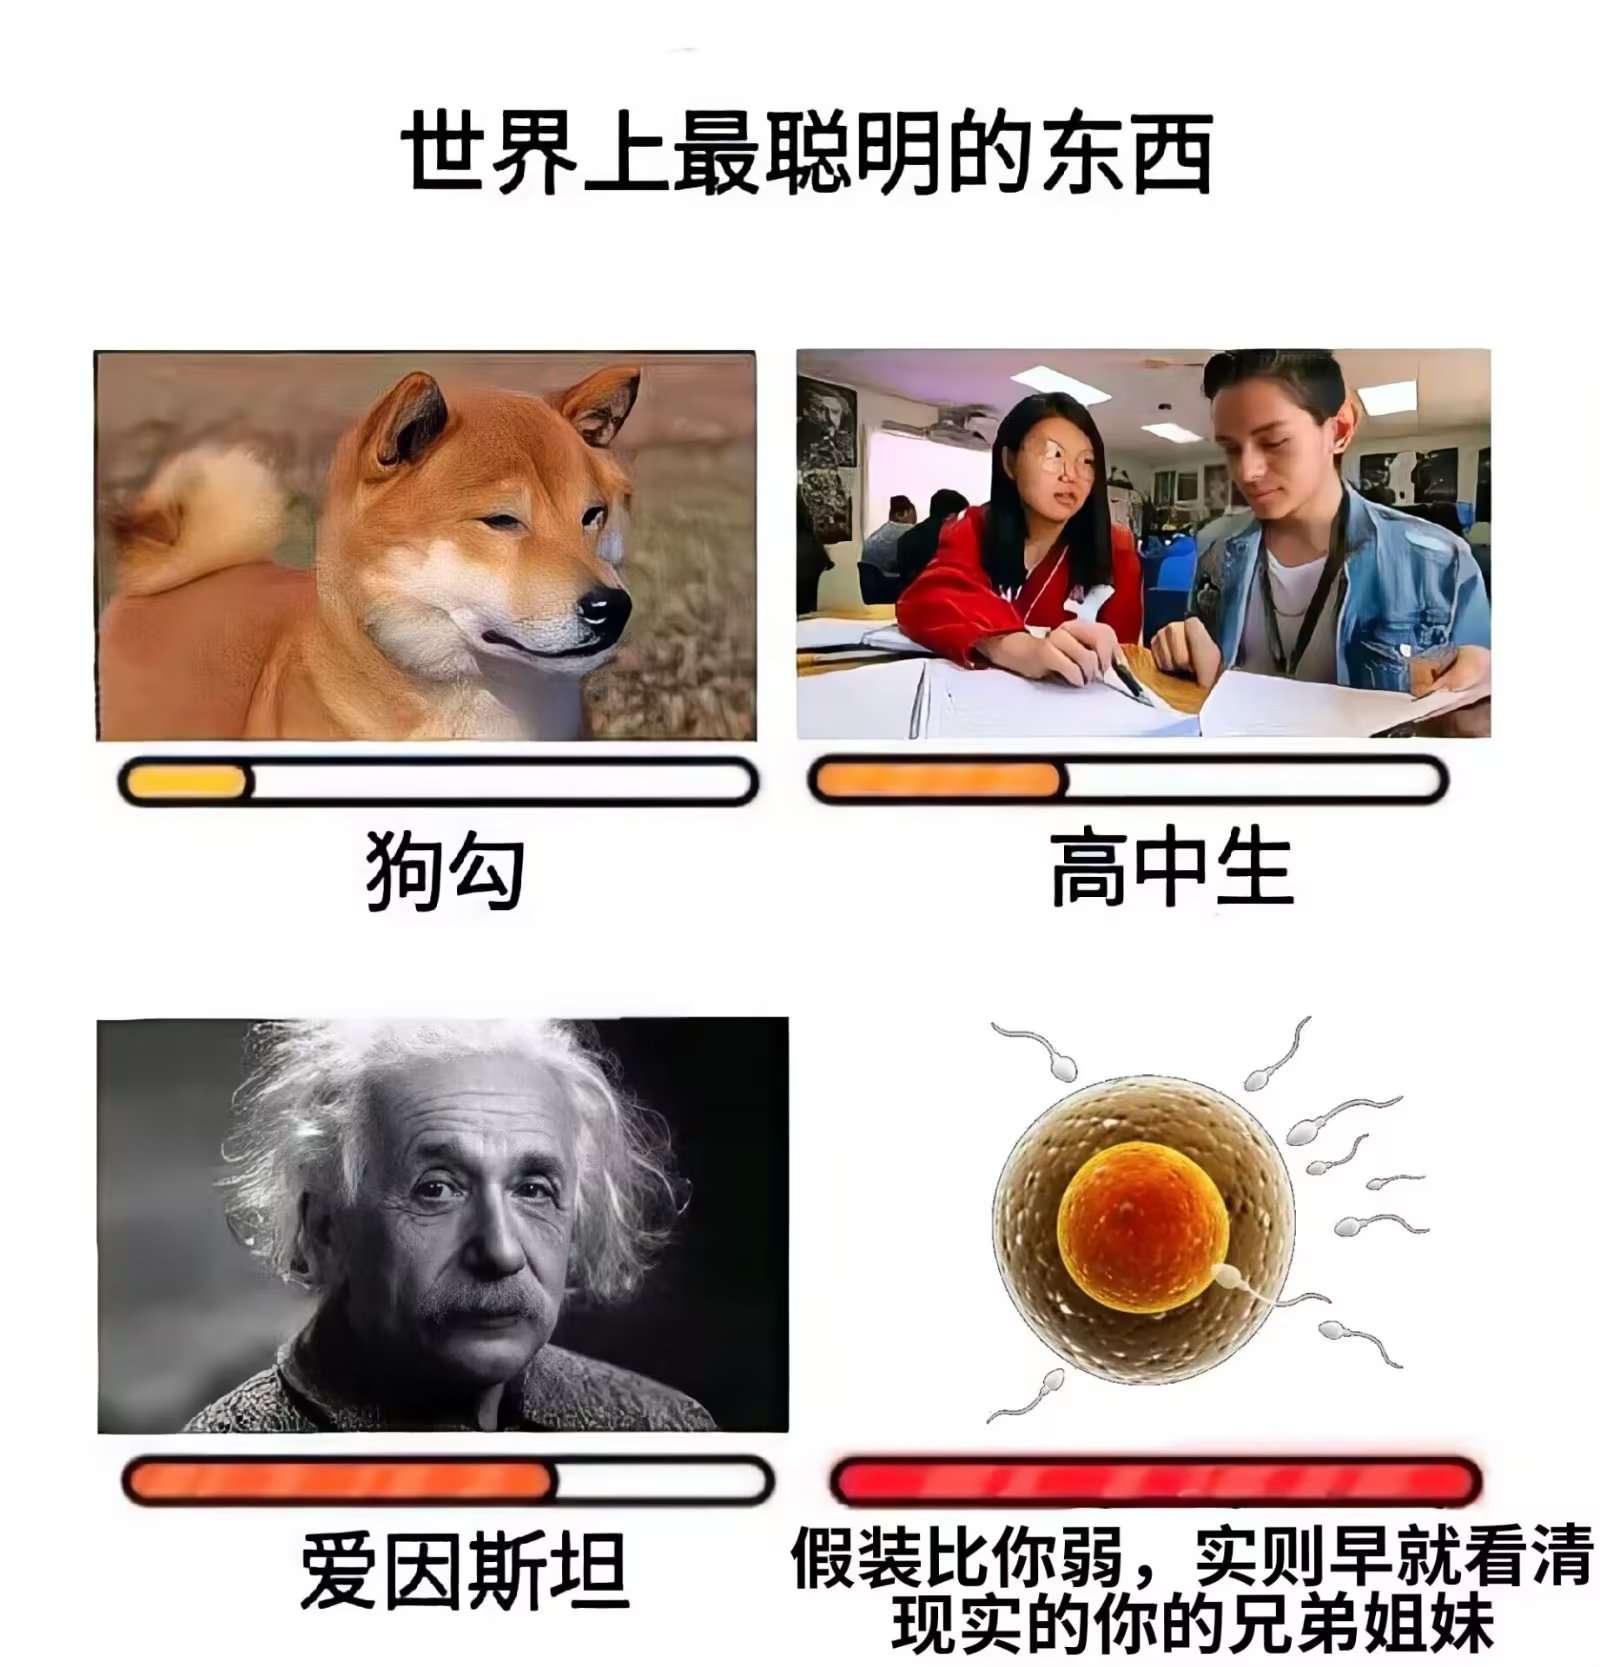 世界上最聪明的东西
狗勾
高中生
爱因斯坦
假装比你弱，实则早就看清
现实的你的兄弟姐妹